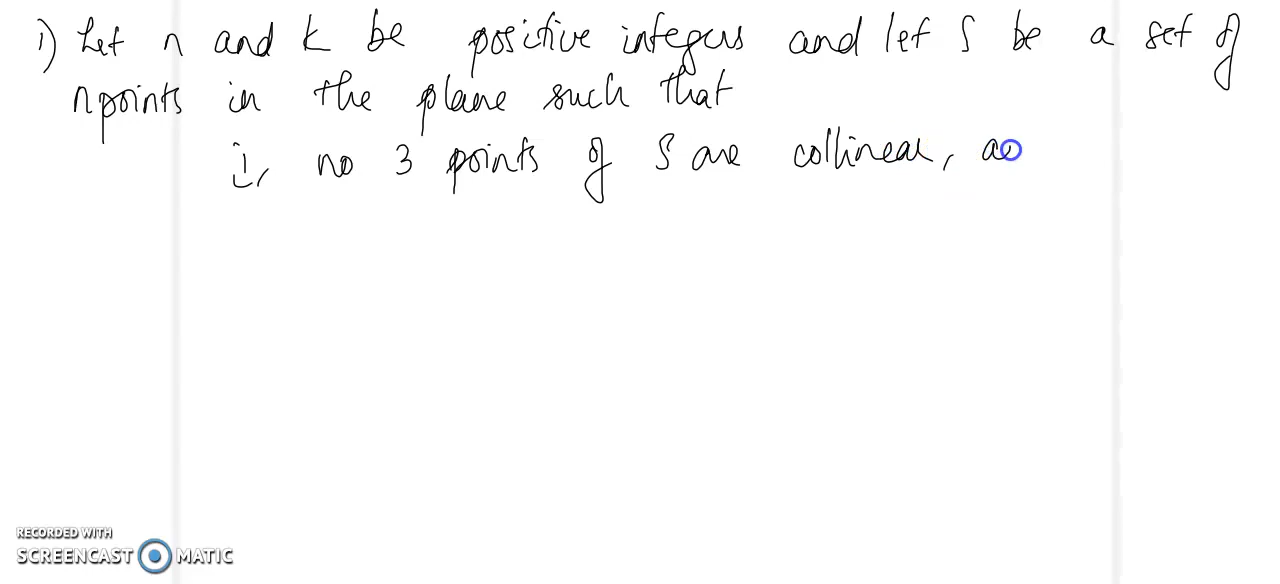 1) Let n and k be positive integers and let S be a set of
n points in the plane such that
i, no 3 points of S are collinear,
RECORDED WITH
SCREENCAST MATIC